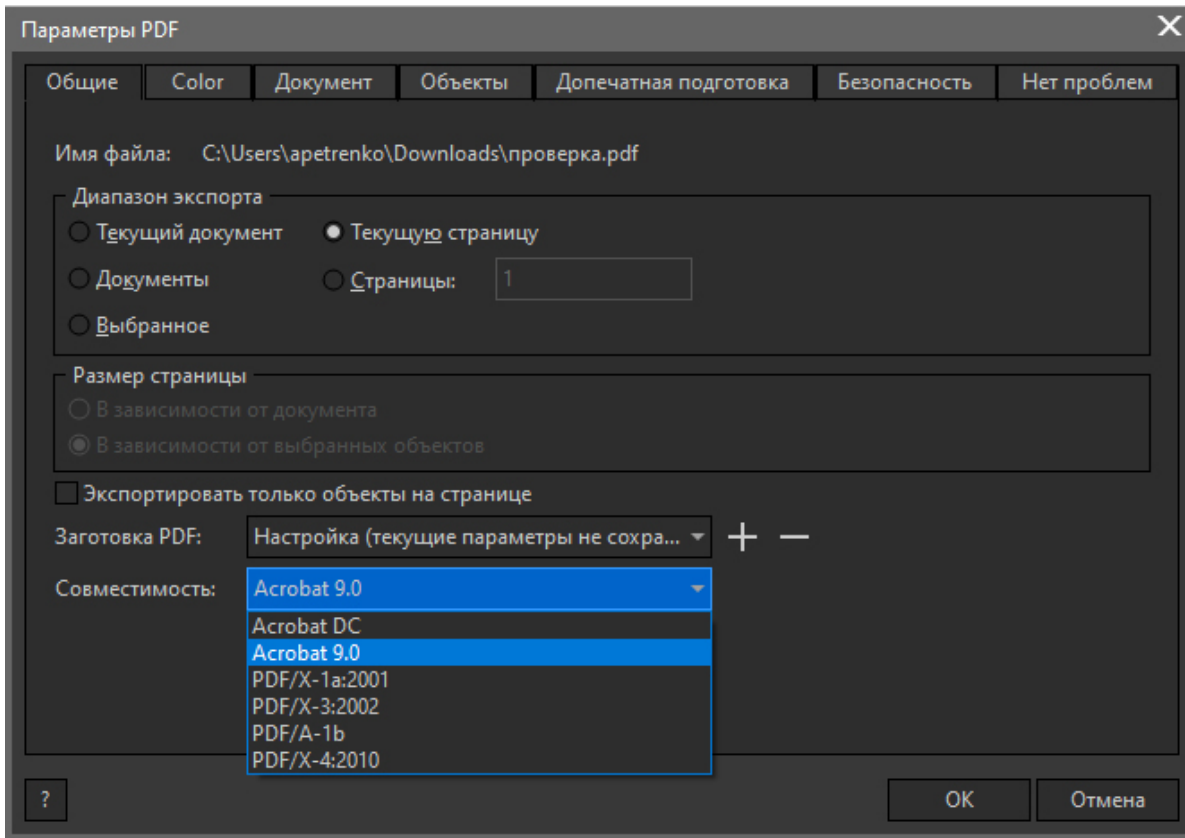 Параметры PDF
Общие Color Документ Объекты Допечатная подготовка Безопасность Нет проблем
Имя файла: C:\Users\apetrenko\Downloads\проверка.pdf
Диапазон экспорта
Текущий документ Текущую страницу
Документы Страницы: 1
Выбранное
Размер страницы
В зависимости от документа
В зависимости от выбранных объектов
Экспортировать только объекты на странице
Заготовка PDF: Настройка (текущие параметры не сохра...
Совместимость: Acrobat 9.0
Acrobat DC
Acrobat 9.0
PDF/X-1a:2001
PDF/X-3:2002
PDF/A-1b
PDF/X-4:2010
? OK Отмена